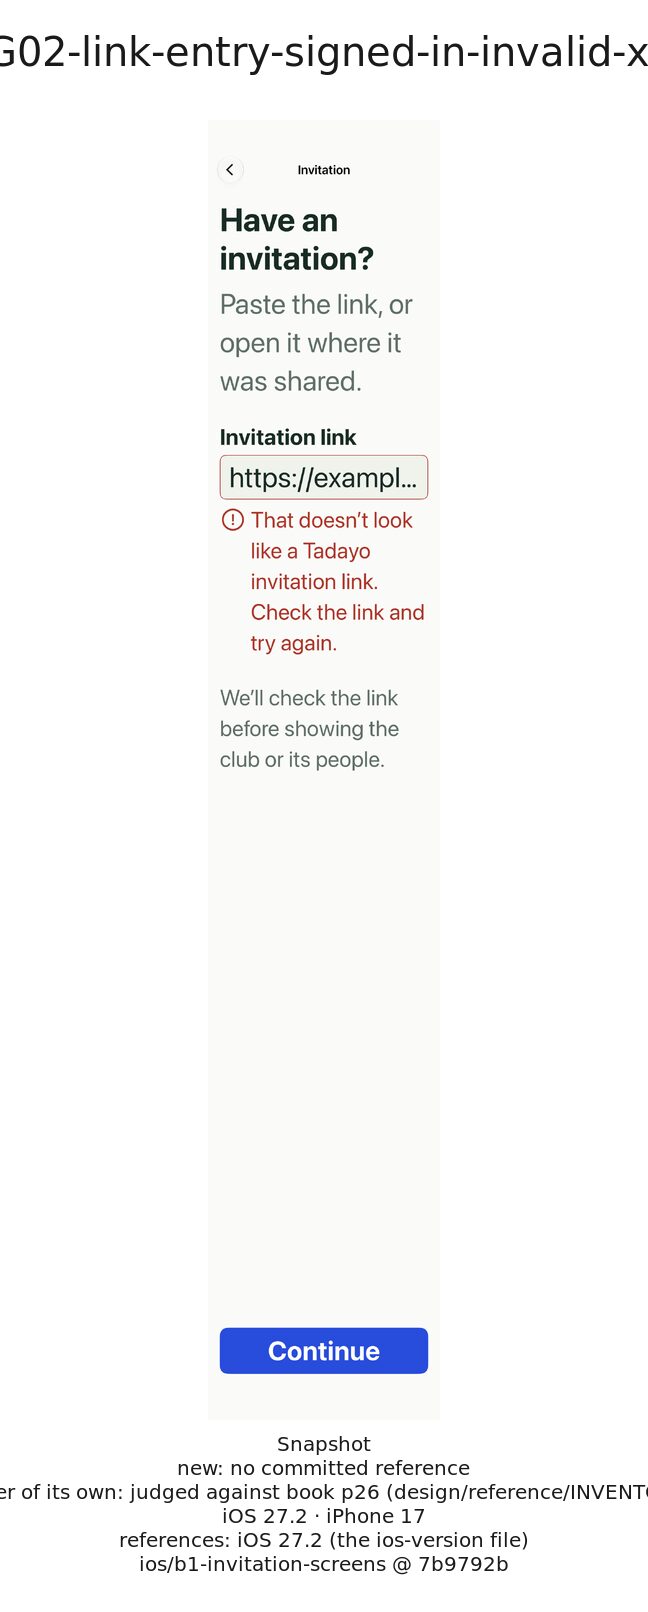 G02-link-entry-signed-in-invalid-x
Invitation
Have an
invitation?
Paste the link, or
open it where it
was shared.
Invitation link
https://exampl...
That doesn’t look
like a Tadayo
invitation link.
Check the link and
try again.
We’ll check the link
before showing the
club or its people.
Continue
Snapshot
new: no committed reference
er of its own: judged against book p26 (design/reference/INVENTO
iOS 27.2 · iPhone 17
references: iOS 27.2 (the ios-version file)
ios/b1-invitation-screens @ 7b9792b